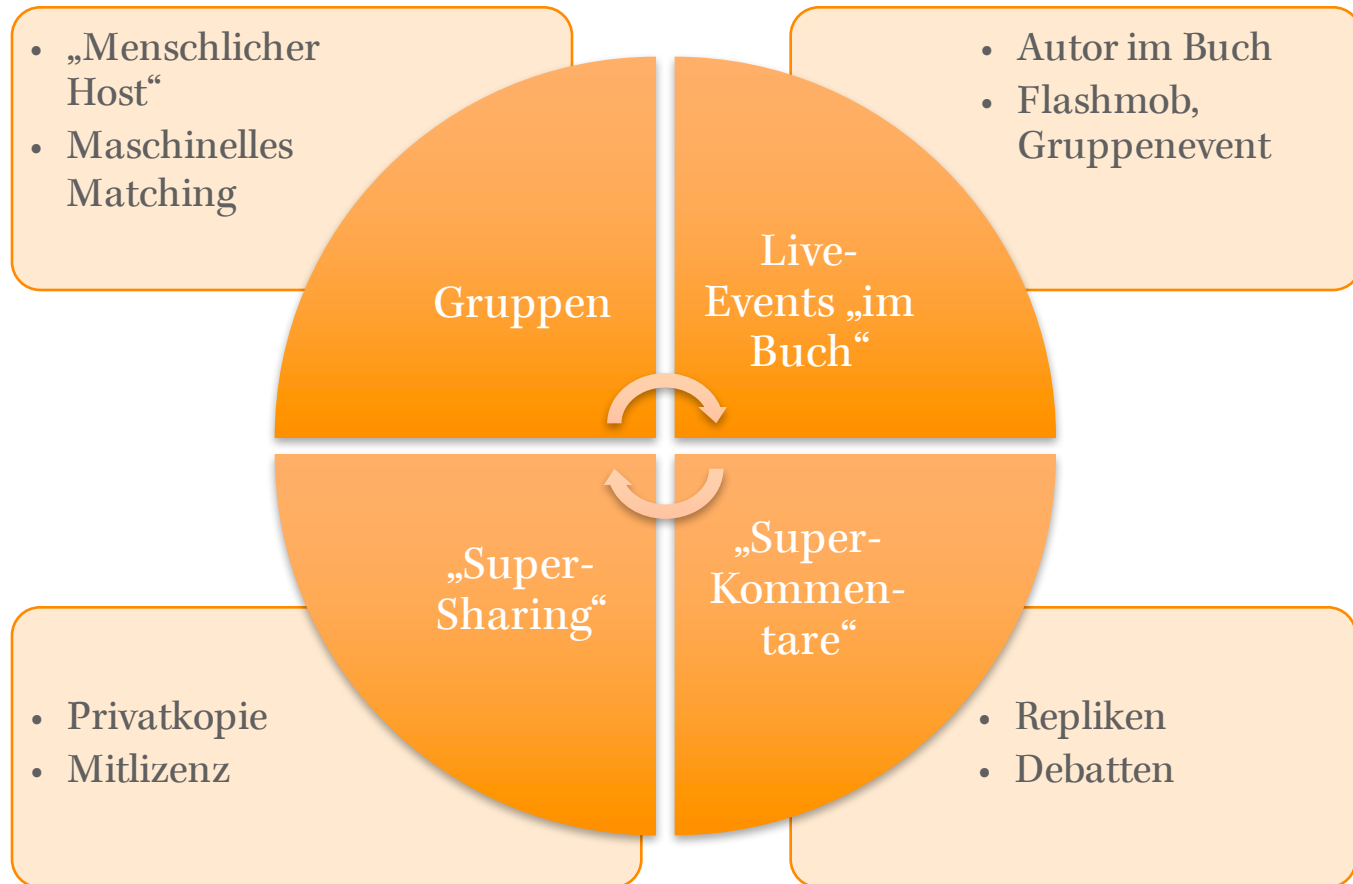 • „Menschlicher
Host“
• Maschinelles
Matching
• Autor im Buch
• Flashmob,
Gruppenevent
Gruppen
Live-
Events „im
Buch“
„Super-
Sharing“
„Super-
Kommen-
tare“
• Privatkopie
• Mitlizenz
• Repliken
• Debatten